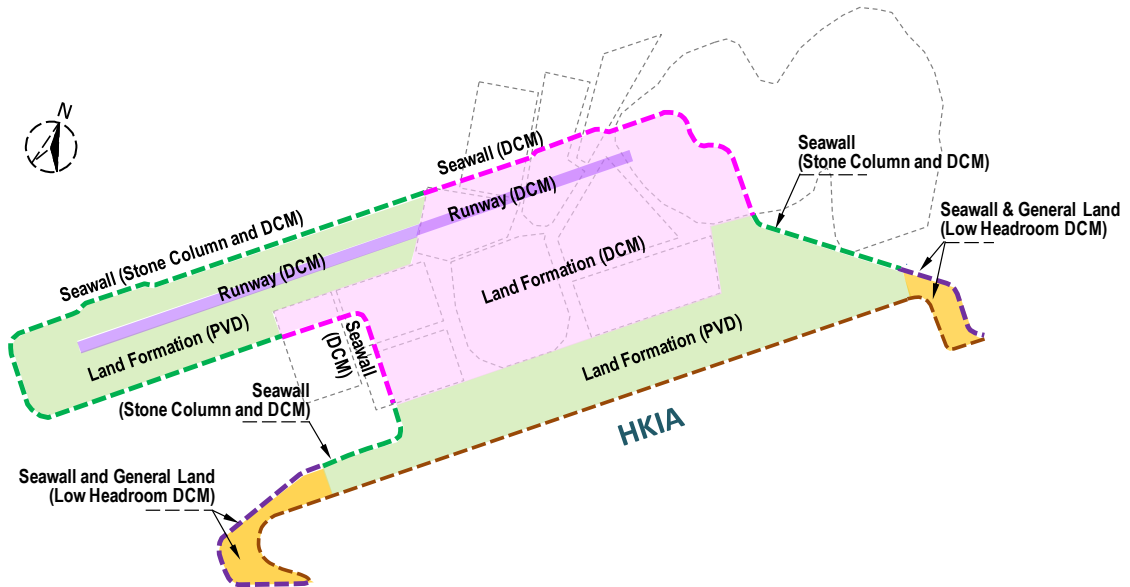 N
Seawall (DCM)
Seawall
(Stone Column and DCM)
Runway (DCM)
Seawall & General Land
(Low Headroom DCM)
Seawall (Stone Column and DCM)
Runway (DCM)
Land Formation (DCM)
Land Formation (PVD)
Seawall
(DCM)
Land Formation (PVD)
Seawall
(Stone Column and DCM)
HKIA
Seawall and General Land
(Low Headroom DCM)